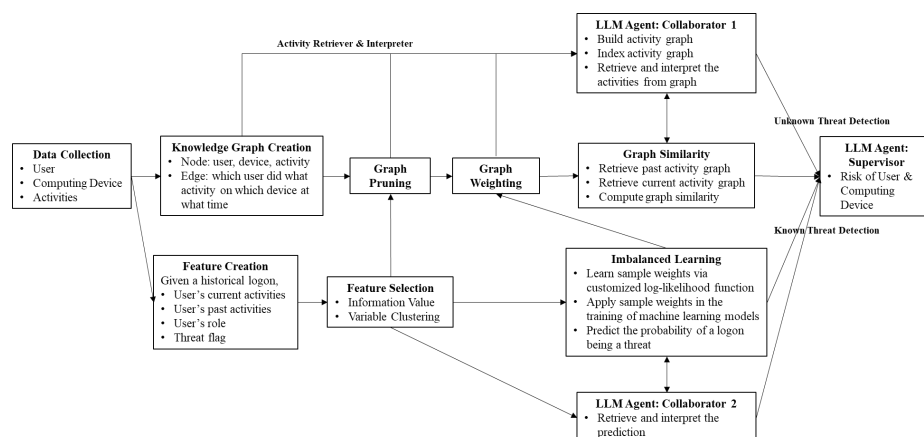 LLM Agent: Collaborator 1
• Build activity graph
• Index activity graph
• Retrieve and interpret the
activities from graph
Activity Retriever & Interpreter
Unknown Threat Detection
Data Collection
• User
• Computing Device
• Activities
Knowledge Graph Creation
• Node: user, device, activity
• Edge: which user did what
activity on which device at
what time
Graph
Pruning
Graph
Weighting
Graph Similarity
• Retrieve past activity graph
• Retrieve current activity graph
• Compute graph similarity
LLM Agent:
Supervisor
• Risk of User &
Computing
Device
Known Threat Detection
Feature Creation
Given a historical logon,
• User's current activities
• User's past activities
• User's role
• Threat flag
Feature Selection
• Information Value
• Variable Clustering
Imbalanced Learning
• Learn sample weights via
customized log-likelihood function
• Apply sample weights in the
training of machine learning models
• Predict the probability of a logon
being a threat
LLM Agent: Collaborator 2
• Retrieve and interpret the
prediction